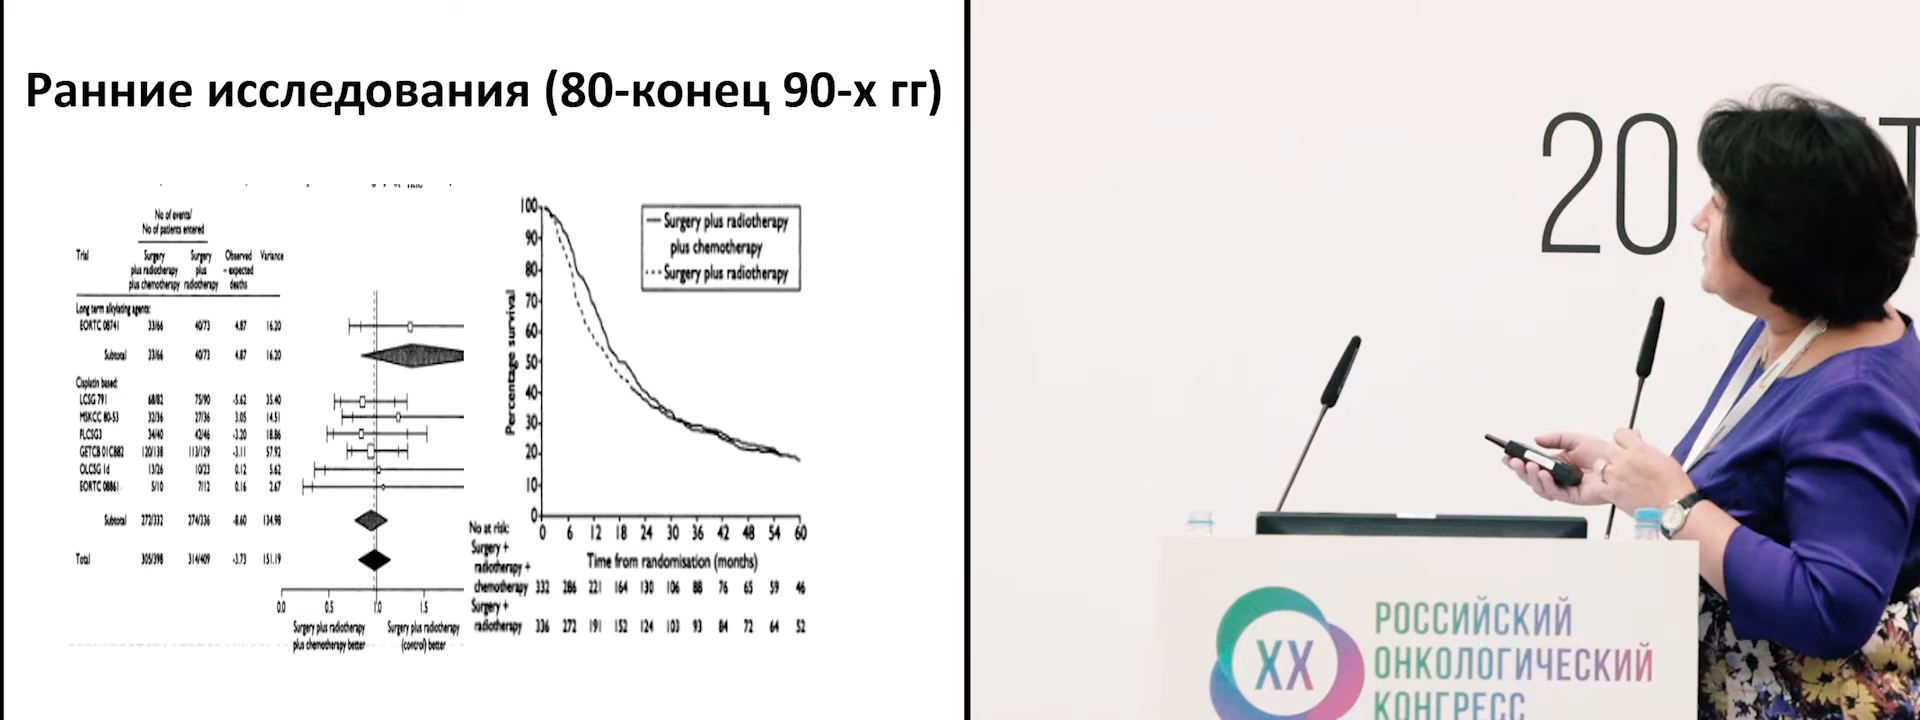 Ранние исследования (80-конец 90-х гг)
No of events/
No of patients entered
Trial Surgery plus radiotherapy plus chemotherapy Surgery plus radiotherapy Observed - expected deaths Variance
Long term alkylating agents:
EORTC 08741 33/66 40/73 4.87 16.20
Subtotal 33/66 40/73 4.87 16.20
Cisplatin based:
LCSG 791 68/82 75/90 -5.62 35.40
MSKCC 80-53 32/36 27/36 3.05 14.51
FLCSG3 34/40 42/46 -3.20 18.86
GETCB 01CB82 120/138 113/129 -3.11 57.92
OLCSG 1d 13/26 10/23 0.12 5.62
EORTC 08861 5/10 7/12 0.16 2.67
Subtotal 272/332 274/336 -8.60 134.98
Total 305/398 314/409 -3.73 151.19
0.0 0.5 1.0 1.5
Surgery plus radiotherapy
plus chemotherapy better
Surgery plus radiotherapy
(control) better
Percentage survival
100
90
80
70
60
50
40
30
20
10
0
Surgery plus radiotherapy
plus chemotherapy
Surgery plus radiotherapy
0 6 12 18 24 30 36 42 48 54 60
Time from randomisation (months)
No at risk:
Surgery +
radiotherapy +
chemotherapy 332 286 221 164 130 106 88 76 65 59 46
Surgery +
radiotherapy 336 272 191 152 124 103 93 84 72 64 52
20
XX
РОССИЙСКИЙ
ОНКОЛОГИЧЕСКИЙ
КОНГРЕСС